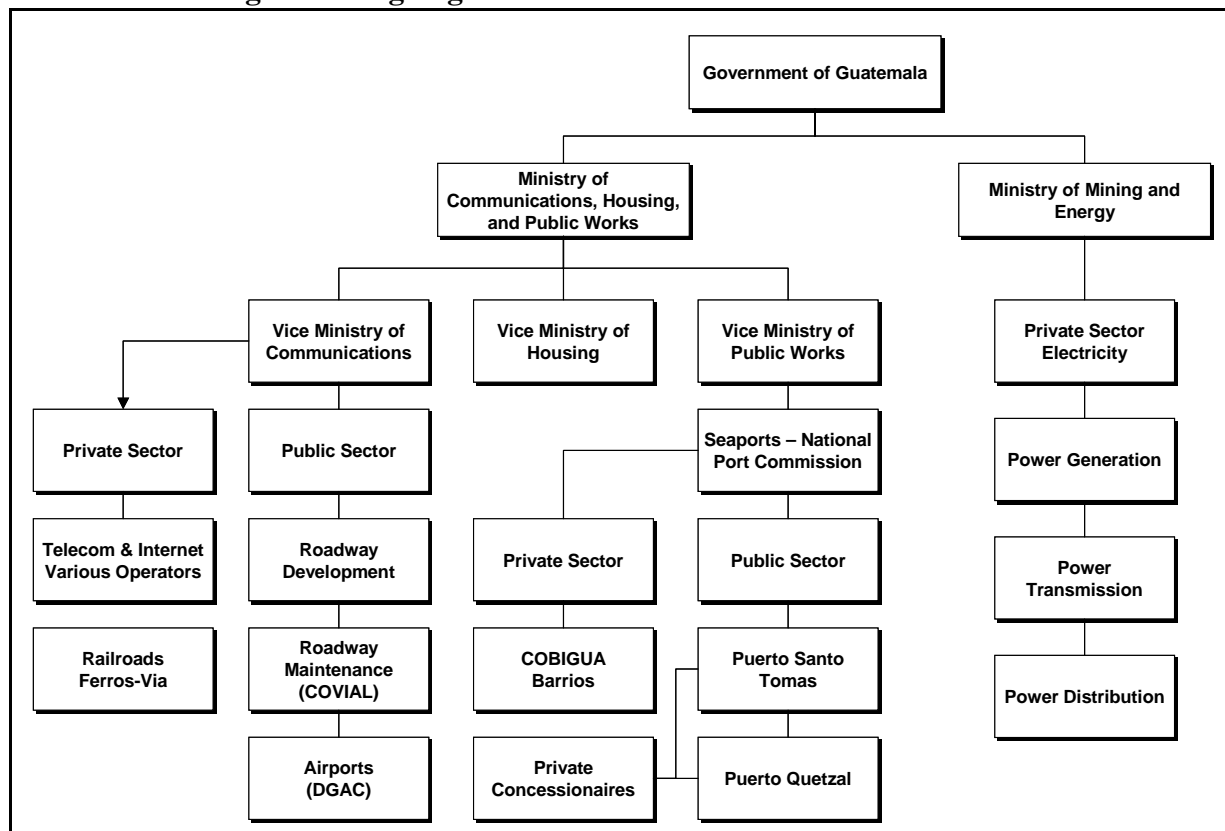 Government of Guatemala
Ministry of
Communications, Housing,
and Public Works
Ministry of Mining and
Energy
Vice Ministry of
Communications
Vice Ministry of
Housing
Vice Ministry of
Public Works
Private Sector
Electricity
Private Sector
Public Sector
Seaports – National
Port Commission
Power Generation
Telecom & Internet
Various Operators
Roadway
Development
Private Sector
Public Sector
Power
Transmission
Railroads
Ferros-Via
Roadway
Maintenance
(COVIAL)
COBIGUA
Barrios
Puerto Santo
Tomas
Power Distribution
Airports
(DGAC)
Private
Concessionaires
Puerto Quetzal